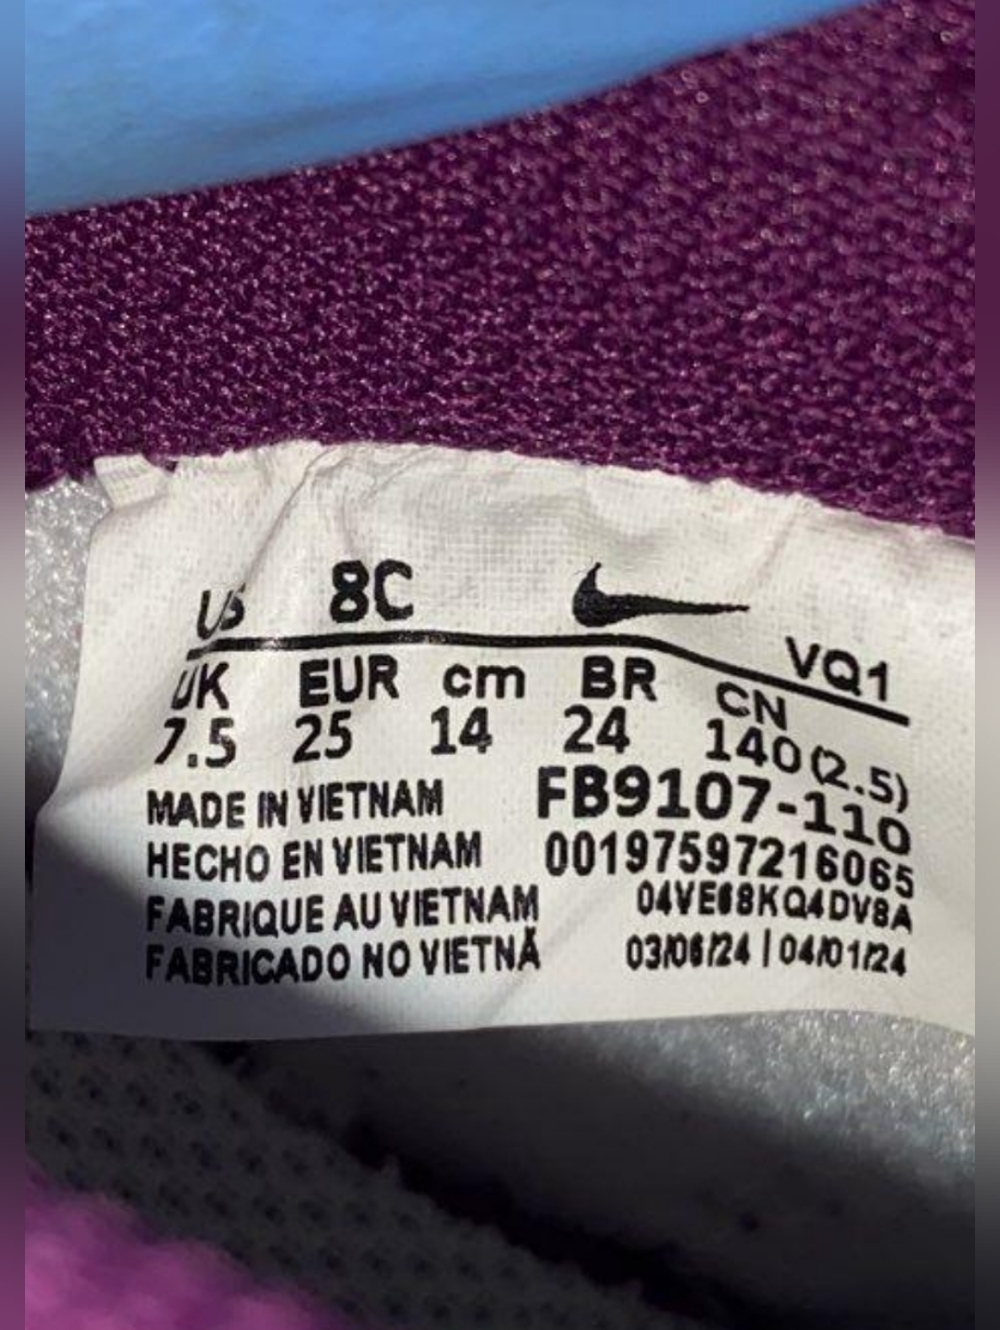 US 8C
VQ1
UK EUR cm BR CN
7.5 25 14 24 140(2.5)
MADE IN VIETNAM FB9107-110
HECHO EN VIETNAM 00197597216065
FABRIQUE AU VIETNAM 04VE68KQ4DV8A
FABRICADO NO VIETNÃ 03/06/24 | 04/01/24